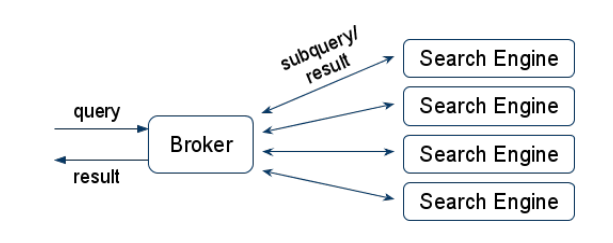 subquery/
result
Search Engine
query
Search Engine
Broker
Search Engine
result
Search Engine